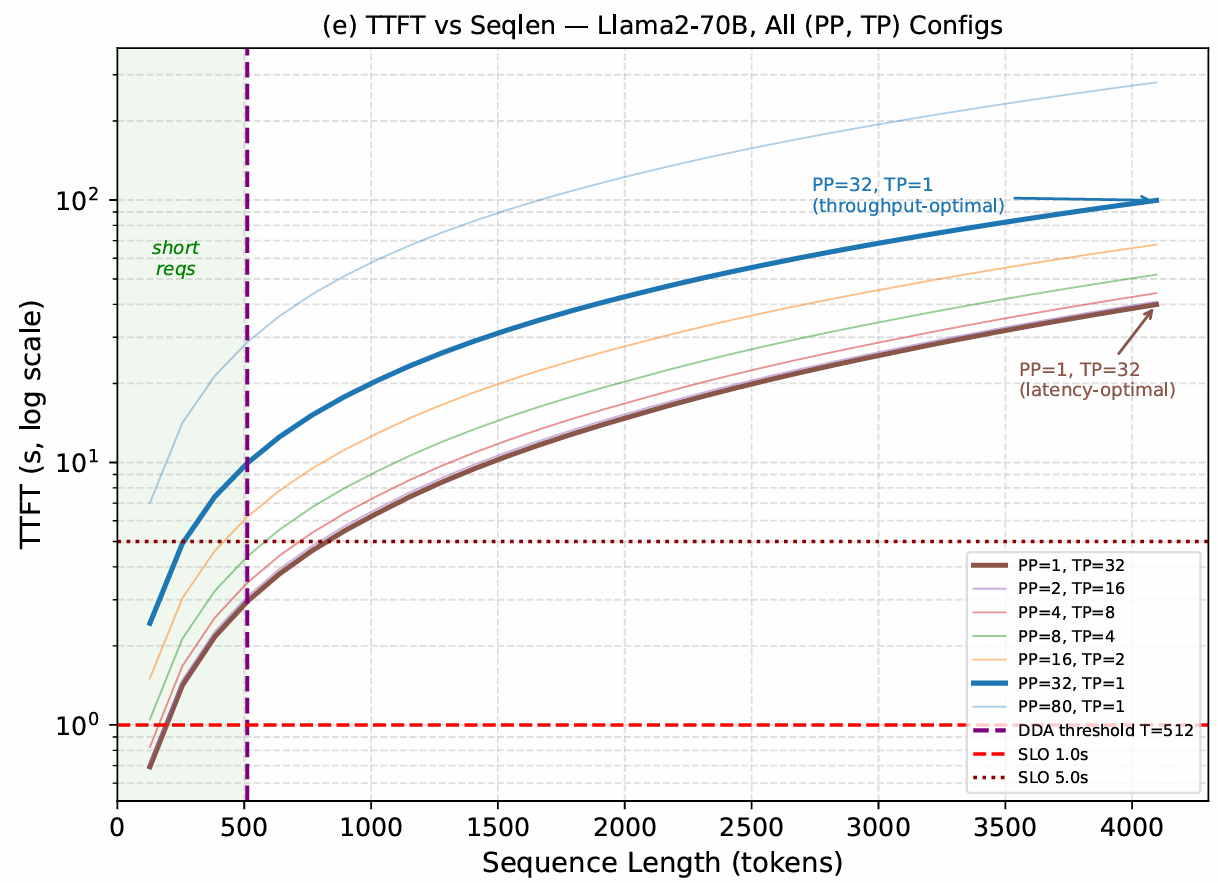 (e) TTFT vs Seqlen — Llama2-70B, All (PP, TP) Configs
TTFT (s, log scale)
10²
10¹
10⁰
short
reqs
PP=32, TP=1
(throughput-optimal)
PP=1, TP=32
(latency-optimal)
PP=1, TP=32
PP=2, TP=16
PP=4, TP=8
PP=8, TP=4
PP=16, TP=2
PP=32, TP=1
PP=80, TP=1
DDA threshold T=512
SLO 1.0s
SLO 5.0s
0 500 1000 1500 2000 2500 3000 3500 4000
Sequence Length (tokens)